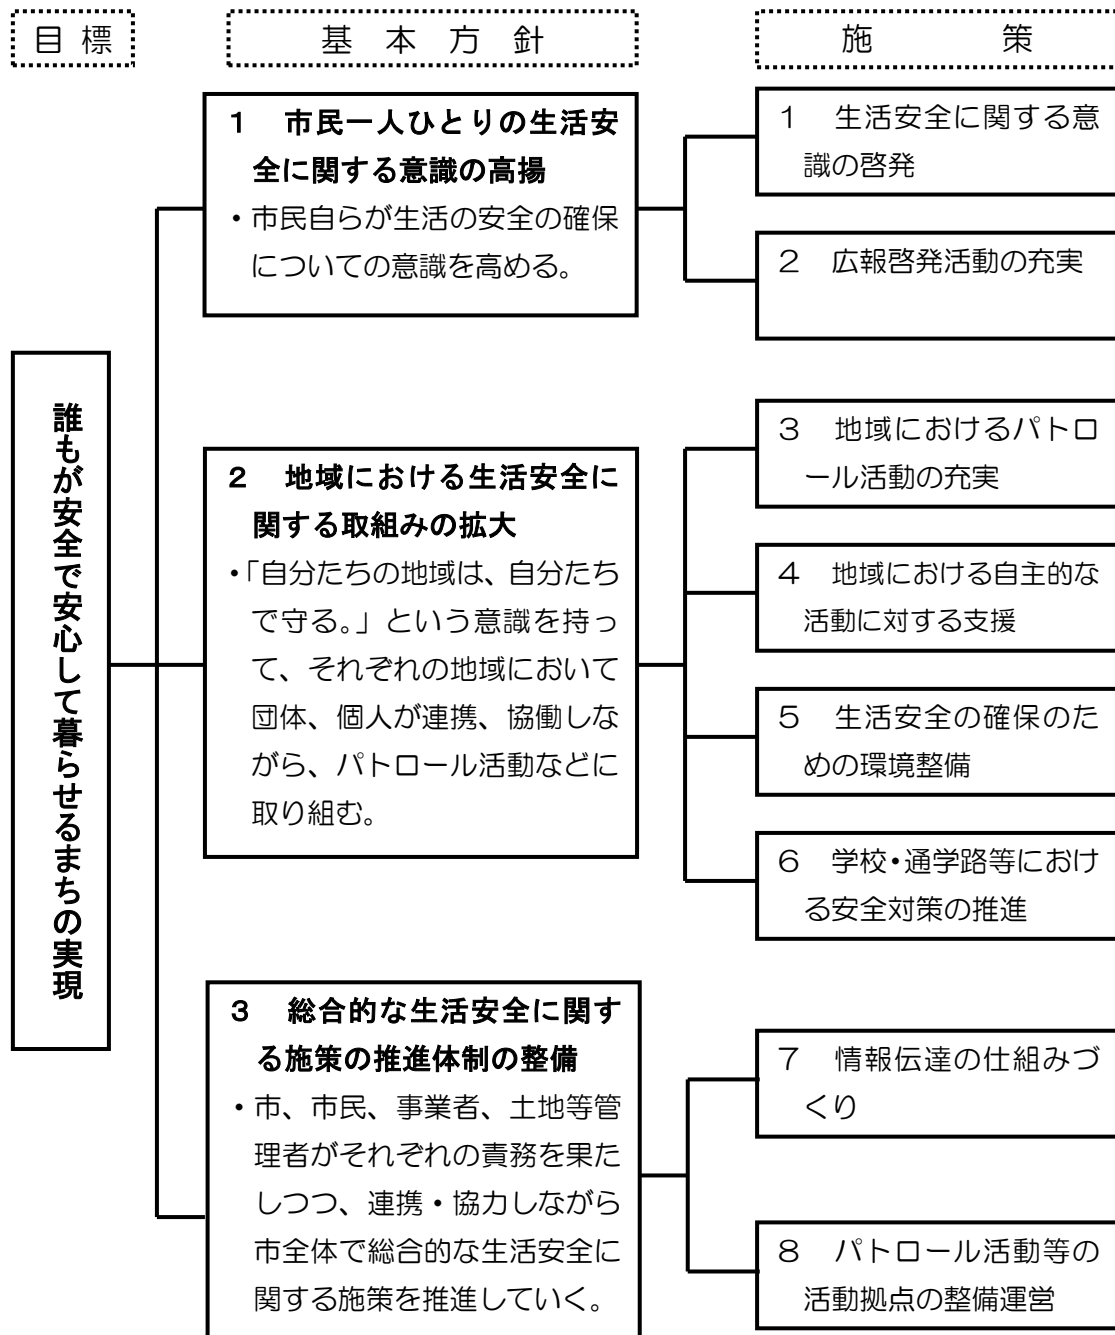 目標
基本方針
施策
誰もが安全で安心して暮らせるまちの実現
１　市民一人ひとりの生活安
全に関する意識の高揚
・市民自らが生活の安全の確保
についての意識を高める。
１　生活安全に関する意
識の啓発
２　広報啓発活動の充実
２　地域における生活安全に
関する取組みの拡大
・「自分たちの地域は、自分たち
で守る。」という意識を持っ
て、それぞれの地域において
団体、個人が連携、協働しな
がら、パトロール活動などに
取り組む。
３　地域におけるパトロ
ール活動の充実
４　地域における自主的な
活動に対する支援
５　生活安全の確保のた
めの環境整備
６　学校・通学路等におけ
る安全対策の推進
３　総合的な生活安全に関す
る施策の推進体制の整備
・市、市民、事業者、土地等管
理者がそれぞれの責務を果た
しつつ、連携・協力しながら
市全体で総合的な生活安全に
関する施策を推進していく。
７　情報伝達の仕組みづ
くり
８　パトロール活動等の
活動拠点の整備運営